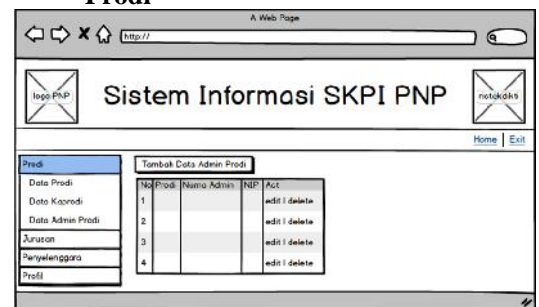 Prodi
A Web Page
http://
logo PNP
Sistem Informasi SKPI PNP
Home | Exit
Prodi
Data Prodi
Data Kaprodi
Data Admin Prodi
Jurusan
Penyelenggara
Profil
Tambah Data Admin Prodi
No Prodi Nama Admin NIP Act
1 edit | delete
2 edit | delete
3 edit | delete
4 edit | delete